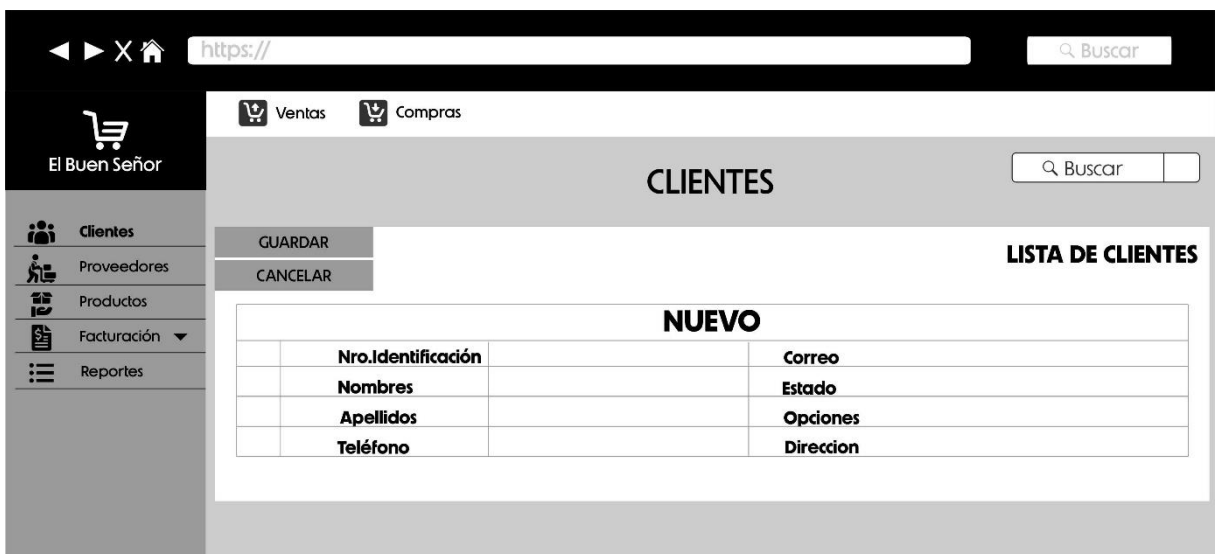 X
https://
Buscar
El Buen Señor
Ventas
Compras
CLIENTES
Buscar
Clientes
Proveedores
Productos
Facturación
Reportes
GUARDAR
CANCELAR
LISTA DE CLIENTES
NUEVO
Nro.Identificación Correo
Nombres Estado
Apellidos Opciones
Teléfono Direccion